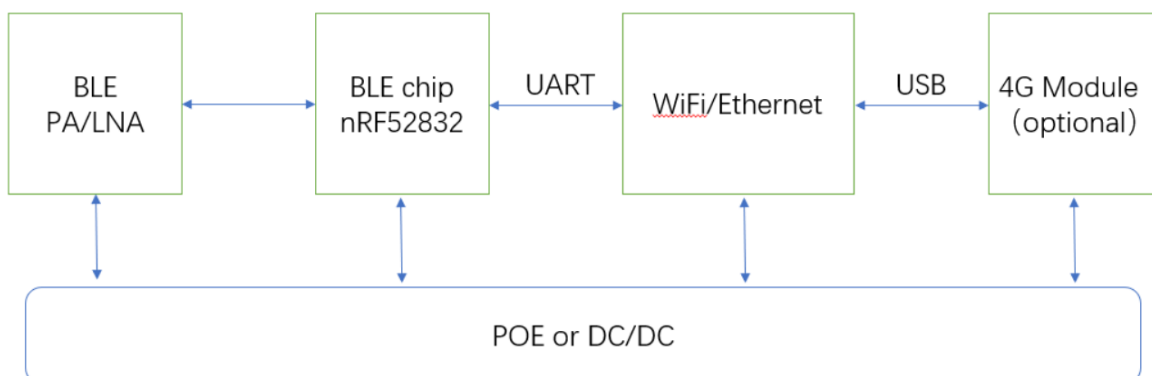 BLE
PA/LNA
BLE chip
nRF52832
UART
WiFi/Ethernet
USB
4G Module
（optional）
POE or DC/DC